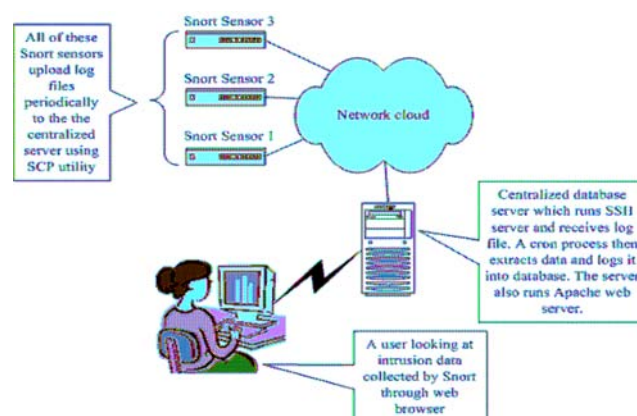 All of these
Snort sensors
upload log
files
periodically
to the the
centralized
server using
SCP utility
Snort Sensor 3
Snort Sensor 2
Snort Sensor 1
Network cloud
Centralized database
server which runs SSH
server and receives log
file. A cron process then
extracts data and logs it
into database. The server
also runs Apache web
server.
A user looking at
intrusion data
collected by Snort
through web
browser